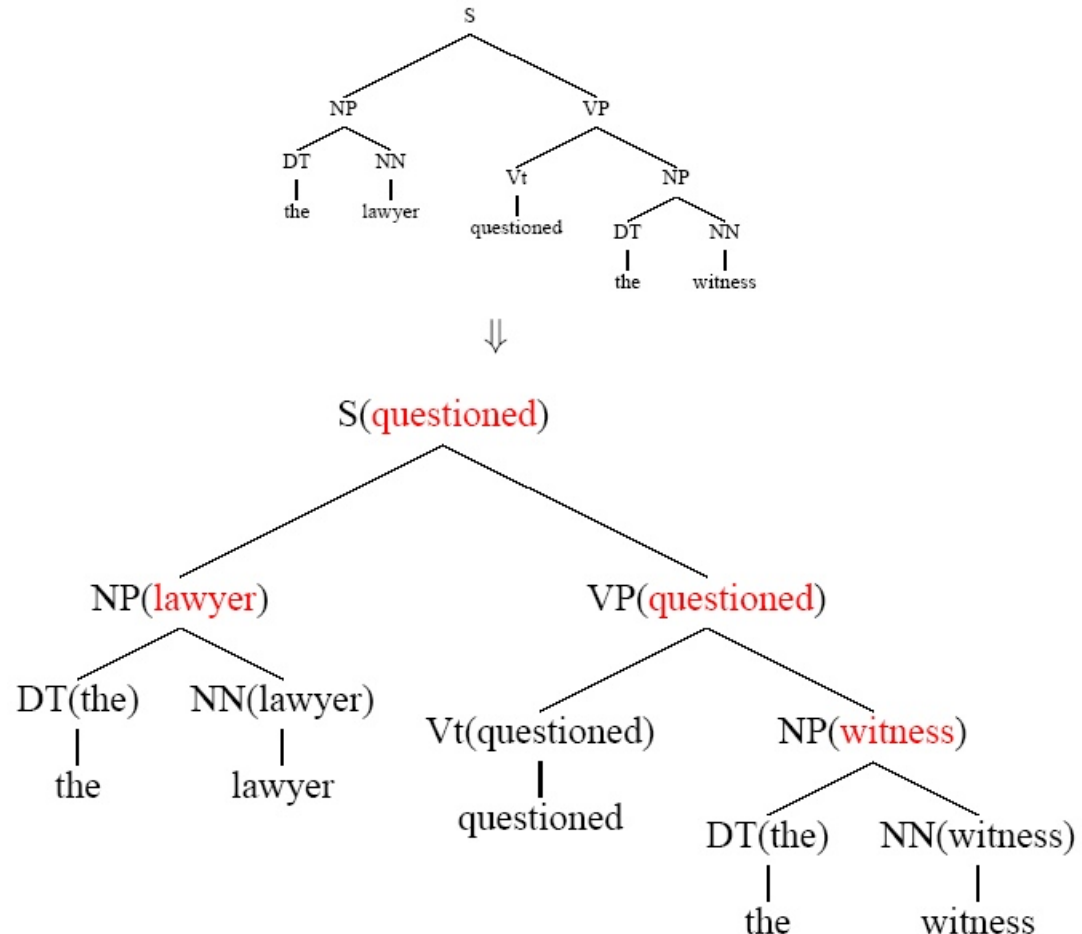 S
NP VP
DT NN Vt NP
the lawyer questioned DT NN
the witness
⇓
S(questioned)
NP(lawyer) VP(questioned)
DT(the) NN(lawyer) Vt(questioned) NP(witness)
the lawyer questioned DT(the) NN(witness)
the witness